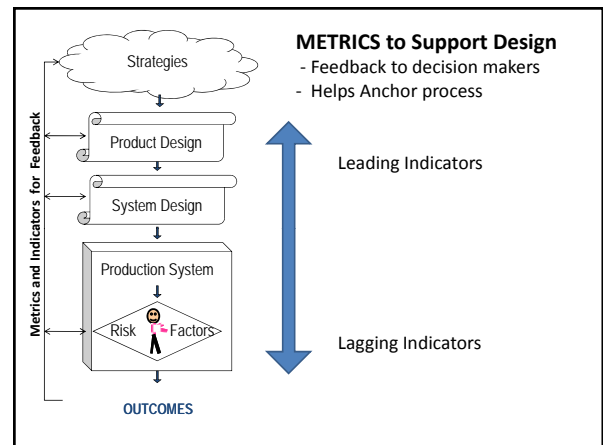 METRICS to Support Design
- Feedback to decision makers
- Helps Anchor process
Strategies
Product Design
System Design
Production System
Risk Factors
OUTCOMES
Metrics and Indicators for Feedback
Leading Indicators
Lagging Indicators